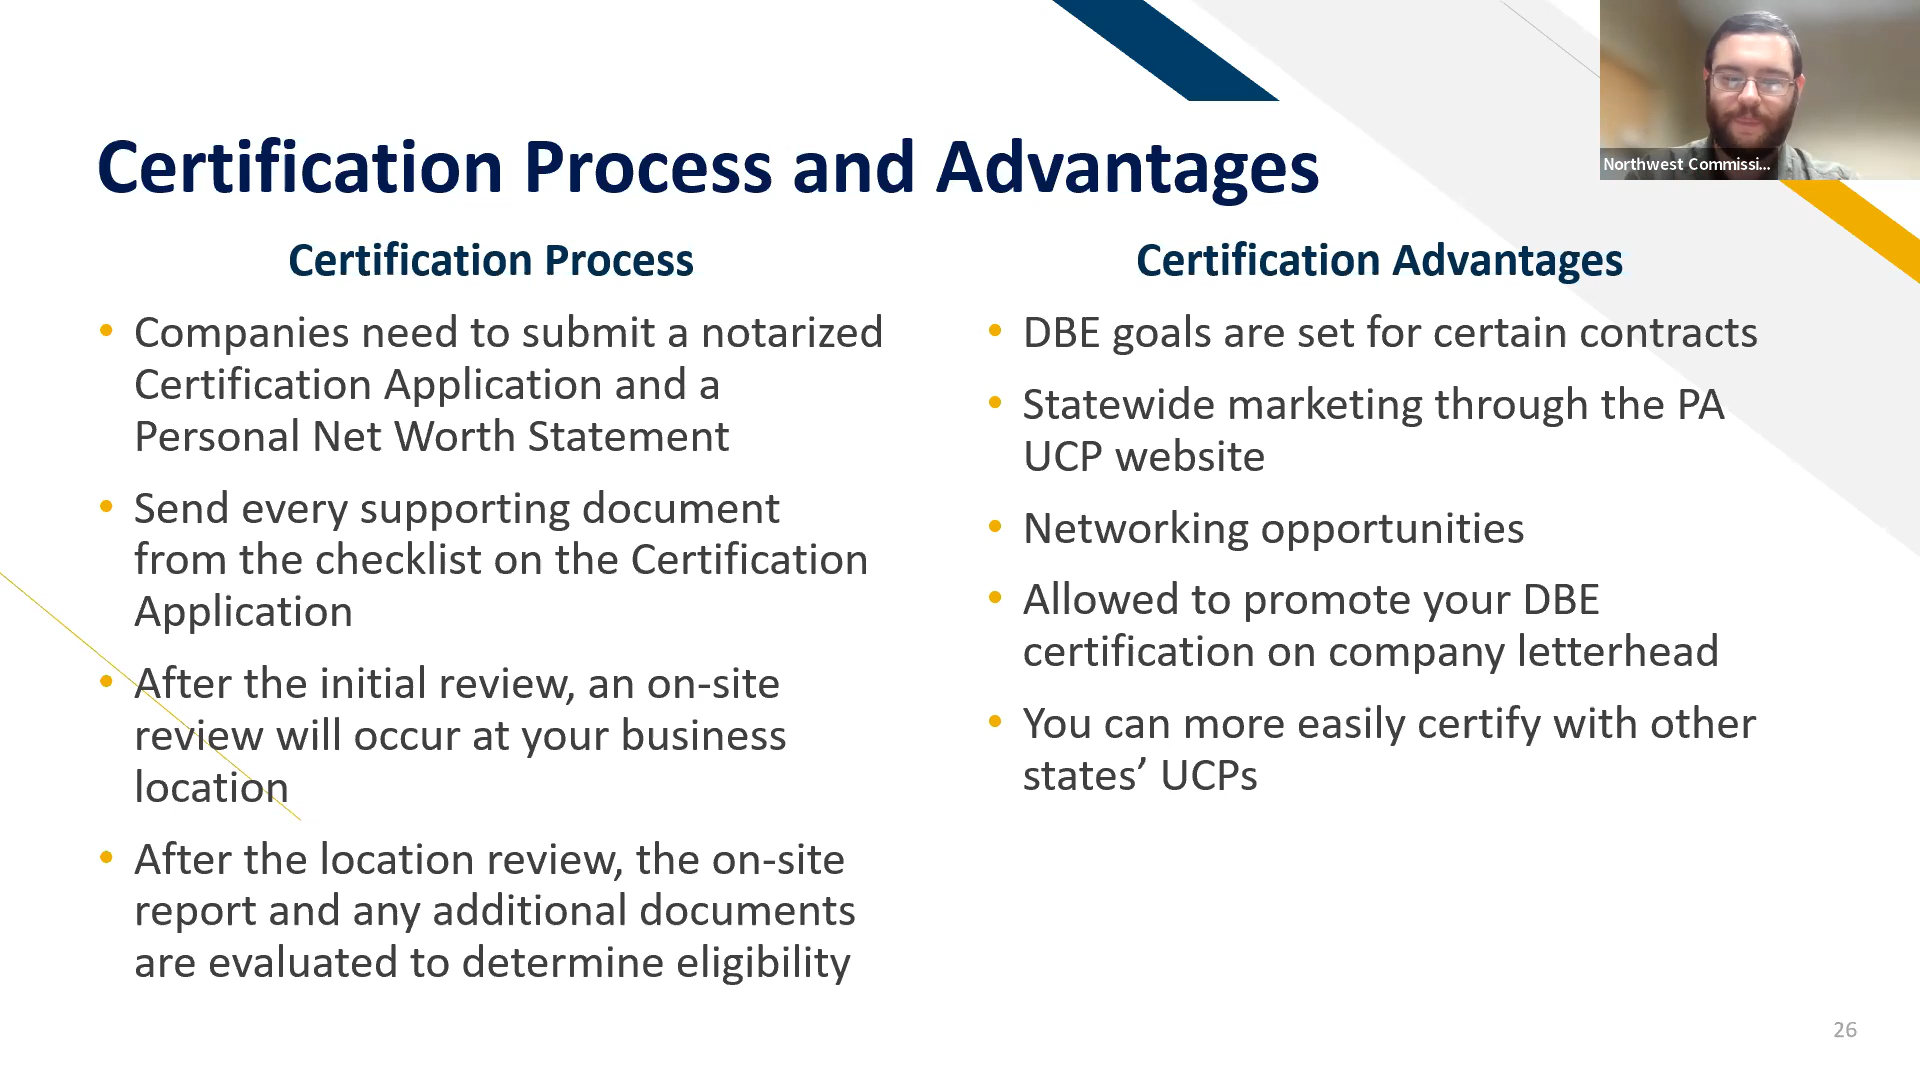 Northwest Commissi...
Certification Process and Advantages
Certification Process
• Companies need to submit a notarized
Certification Application and a
Personal Net Worth Statement
• Send every supporting document
from the checklist on the Certification
Application
• After the initial review, an on-site
review will occur at your business
location
• After the location review, the on-site
report and any additional documents
are evaluated to determine eligibility
Certification Advantages
• DBE goals are set for certain contracts
• Statewide marketing through the PA
UCP website
• Networking opportunities
• Allowed to promote your DBE
certification on company letterhead
• You can more easily certify with other
states’ UCPs
26